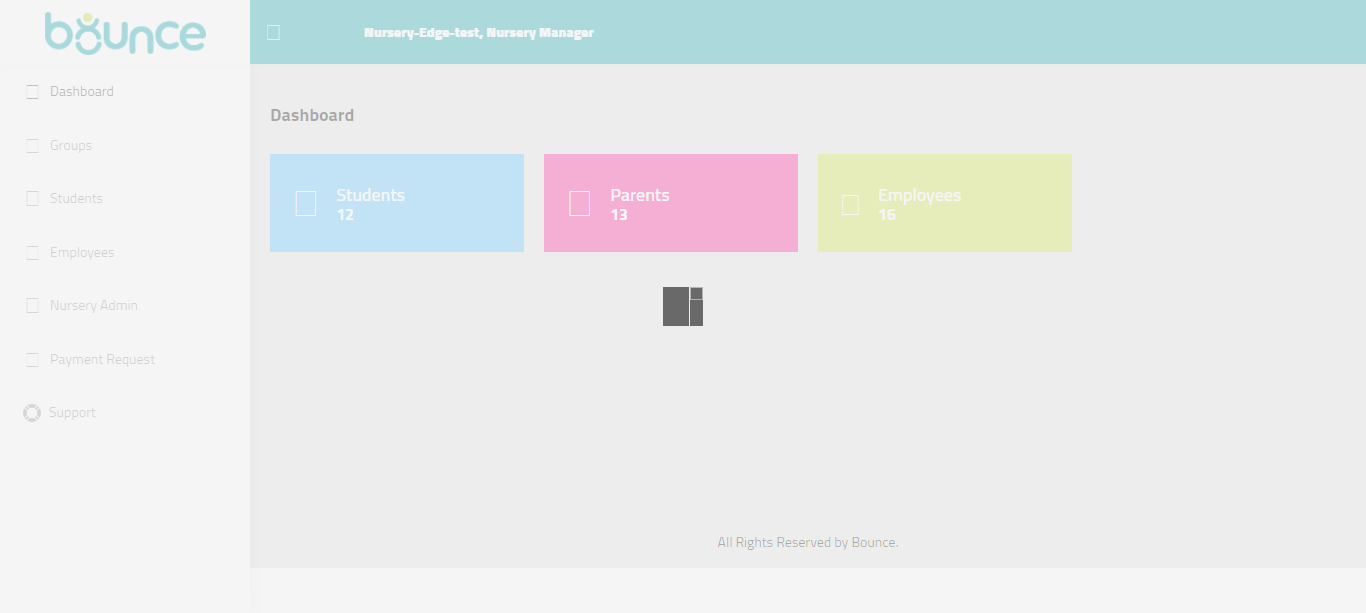 bounce
Nursery-Edge-test, Nursery Manager
Dashboard
Groups
Students
Employees
Nursery Admin
Payment Request
Support
Dashboard
Students
12
Parents
13
Employees
16
All Rights Reserved by Bounce.